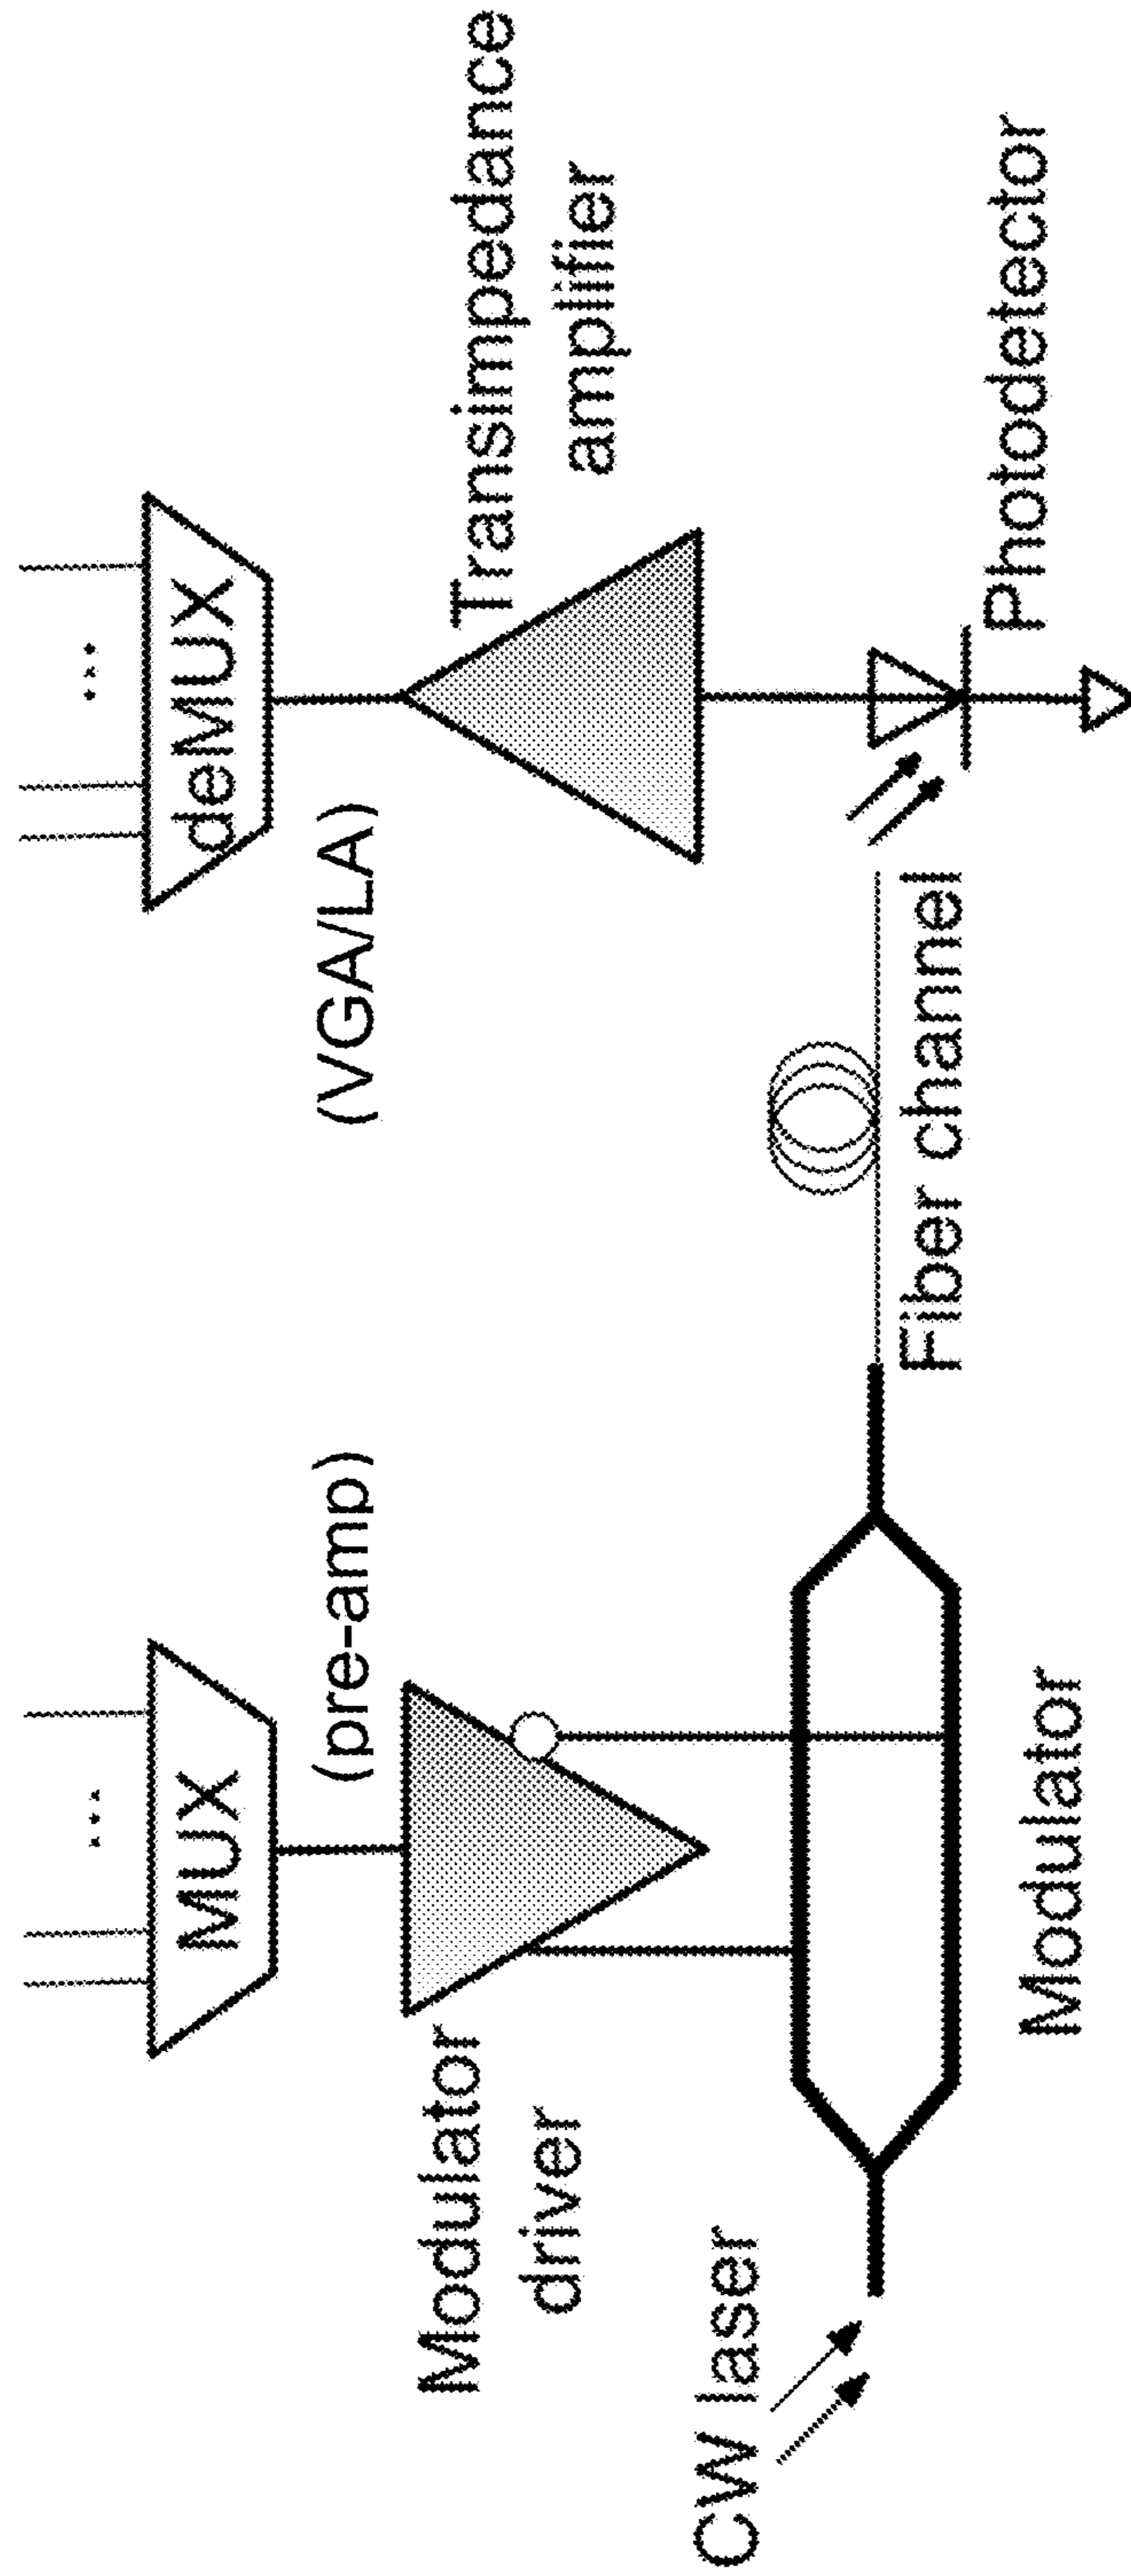 ...
MUX
(pre-amp)
Modulator
driver
CW laser
Modulator
Fiber channel
...
deMUX
(VGA/LA)
Transimpedance
amplifier
Photodetector